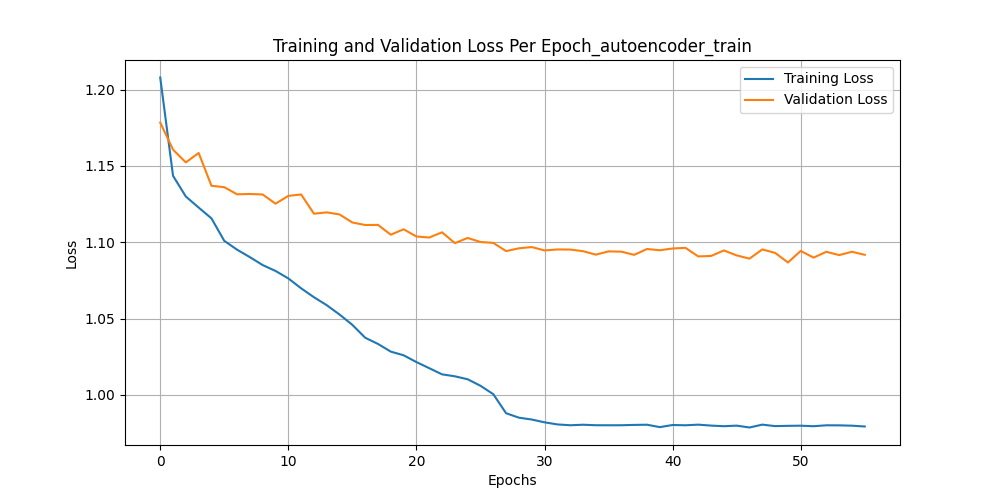 Training and Validation Loss Per Epoch_autoencoder_train
Training Loss
Validation Loss
1.20
1.15
1.10
1.05
1.00
Loss
0 10 20 30 40 50
Epochs